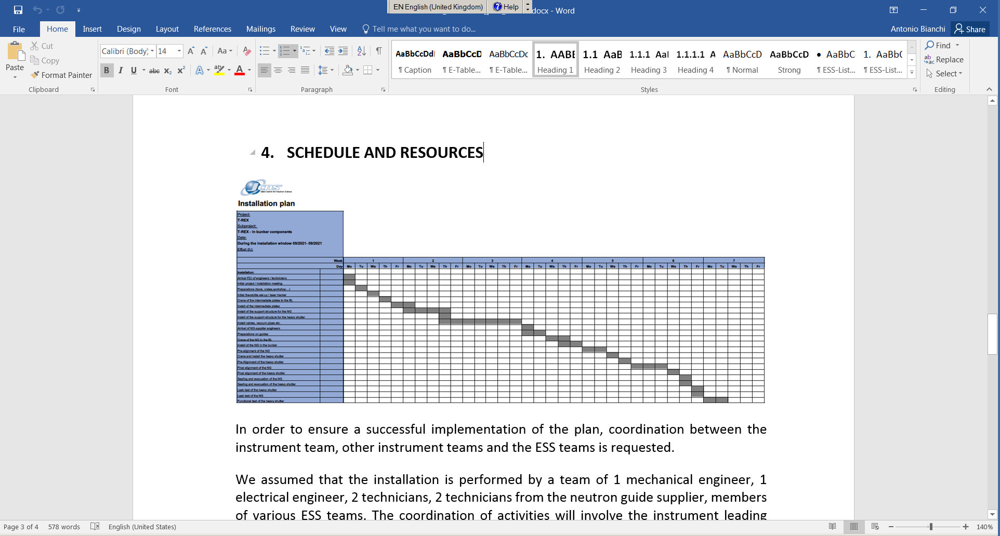 EN English (United Kingdom) Help
docx - Word
File Home Insert Design Layout References Mailings Review View Tell me what you want to do... Antonio Bianchi Share
Paste Cut Copy Format Painter
Clipboard
Calibri (Body) 14
Font
Paragraph
AaBbCcDdI AaBbCcD AaBbCcDc 1. AABE 1.1 AaB 1.1.1 Aal 1.1.1.1 A AaBbCcD AaBbCcD • AaBbC 1. AaBbC
¶ Caption ¶ E-Table... ¶ E-Table... Heading 1 Heading 2 Heading 3 Heading 4 ¶ Normal Strong ¶ ESS-List... ¶ ESS-List...
Styles
Find
Replace
Select
Editing
4. SCHEDULE AND RESOURCES
JCNS
Jülich Centre for Neutron Science
Installation plan
Project:
T-REX
Subproject:
T-REX - In bunker components
Date:
During the installation window 05/2021- 09/2021
Effort (h):
Week 1 2 3 4 5 6 7
Day Mo Tu We Th Fr Mo Tu We Th Fr Mo Tu We Th Fr Mo Tu We Th Fr Mo Tu We Th Fr Mo Tu We Th Fr Mo Tu We Th Fr
Installation:
Arrival FZJ of engineers / technicians
Initial project / installation meeting
Preparations (tools, crates,workshop...)
Initial theodolite set-up / laser tracker
Crane of the intermediate plates to the BL
Install of the intermediate plates
Install of the support structure for the NG
Install of the support structure for the heavy shutter
Install cables, vacuum pipes etc.
Arrival of NG-supplier engineers
Preparations on guides
Crane of the NG to the BL
Install of the NG in the bunker
Pre-alignment of the NG
Crane and install the heavy shutter
Pre-Alignment of the heavy shutter
Final alignment of the NG
Final alignment of the heavy shutter
Sealing and evacuation of the NG
Sealing and evacuation of the heavy shutter
Leak test of the heavy shutter
Leak test of the NG
Functional test of the heavy shutter
In order to ensure a successful implementation of the plan, coordination between the
instrument team, other instrument teams and the ESS teams is requested.
We assumed that the installation is performed by a team of 1 mechanical engineer, 1
electrical engineer, 2 technicians, 2 technicians from the neutron guide supplier, members
of various ESS teams. The coordination of activities will involve the instrument leading
Page 3 of 4 578 words English (United States) 140%